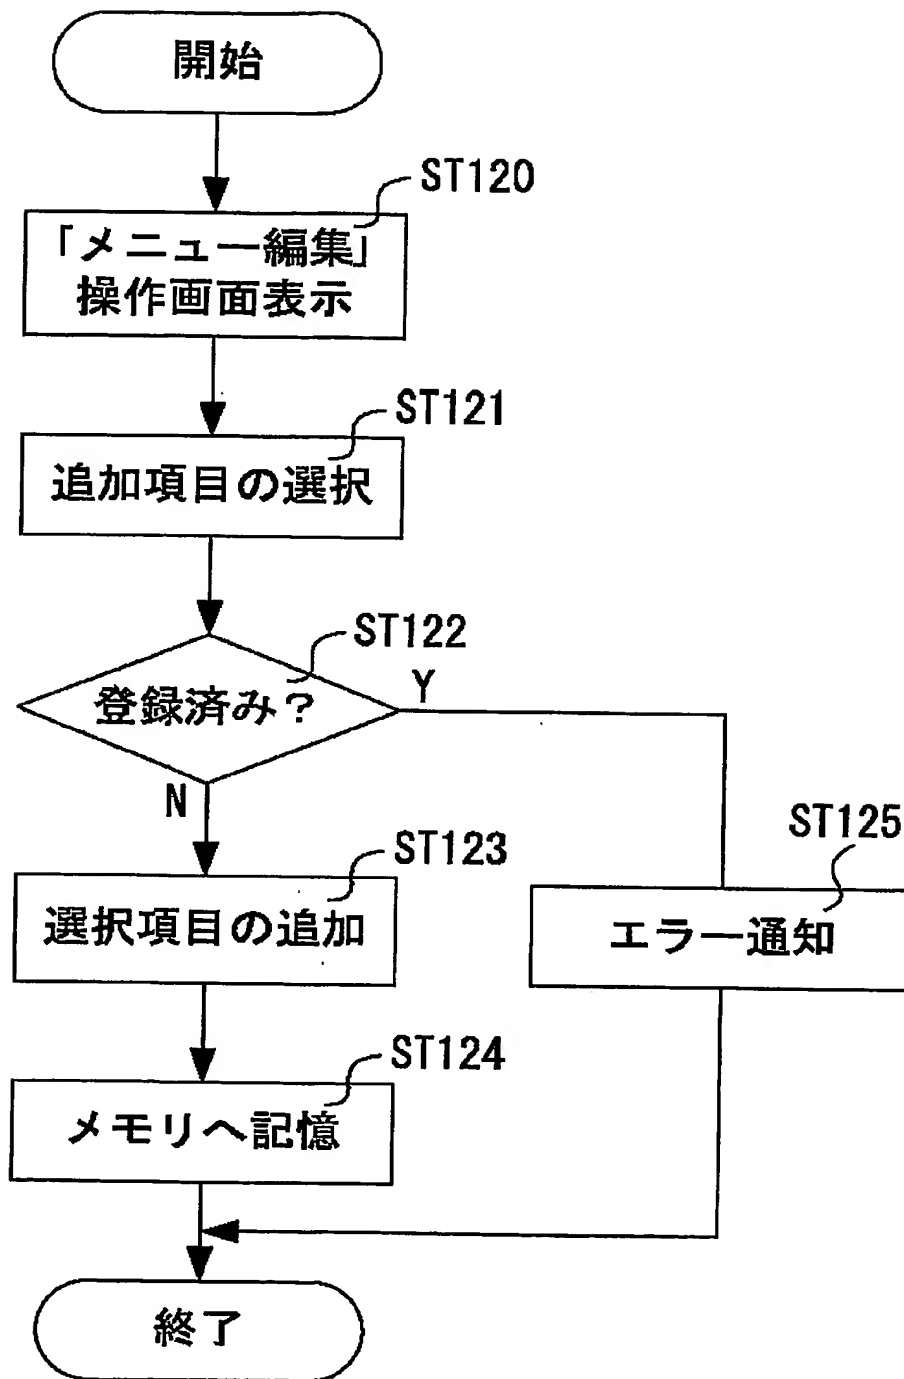 開始
ST120
「メニュー編集」
操作画面表示
ST121
追加項目の選択
ST122
登録済み?
Y
N
ST123
選択項目の追加
ST125
エラー通知
ST124
メモリへ記憶
終了